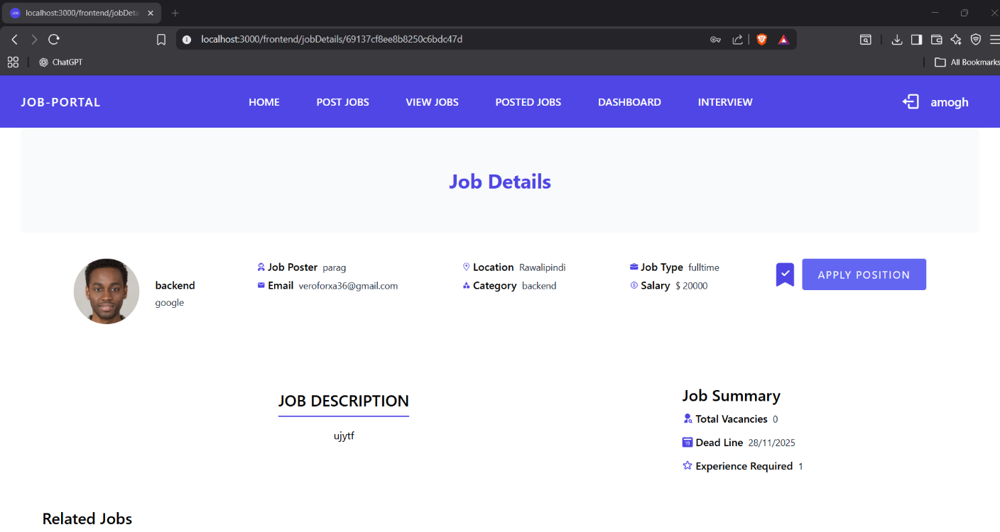 JOB localhost:3000/frontend/jobDeta
localhost:3000/frontend/jobDetails/69137cf8ee8b8250c6bdc47d
ChatGPT
All Bookmarks
JOB-PORTAL HOME POST JOBS VIEW JOBS POSTED JOBS DASHBOARD INTERVIEW amogh
Job Details
Job Poster parag Location Rawalipindi Job Type fulltime APPLY POSITION
backend Email veroforxa36@gmail.com Category backend Salary $ 20000
google
JOB DESCRIPTION
ujytf
Job Summary
Total Vacancies 0
19 Dead Line 28/11/2025
Experience Required 1
Related Jobs